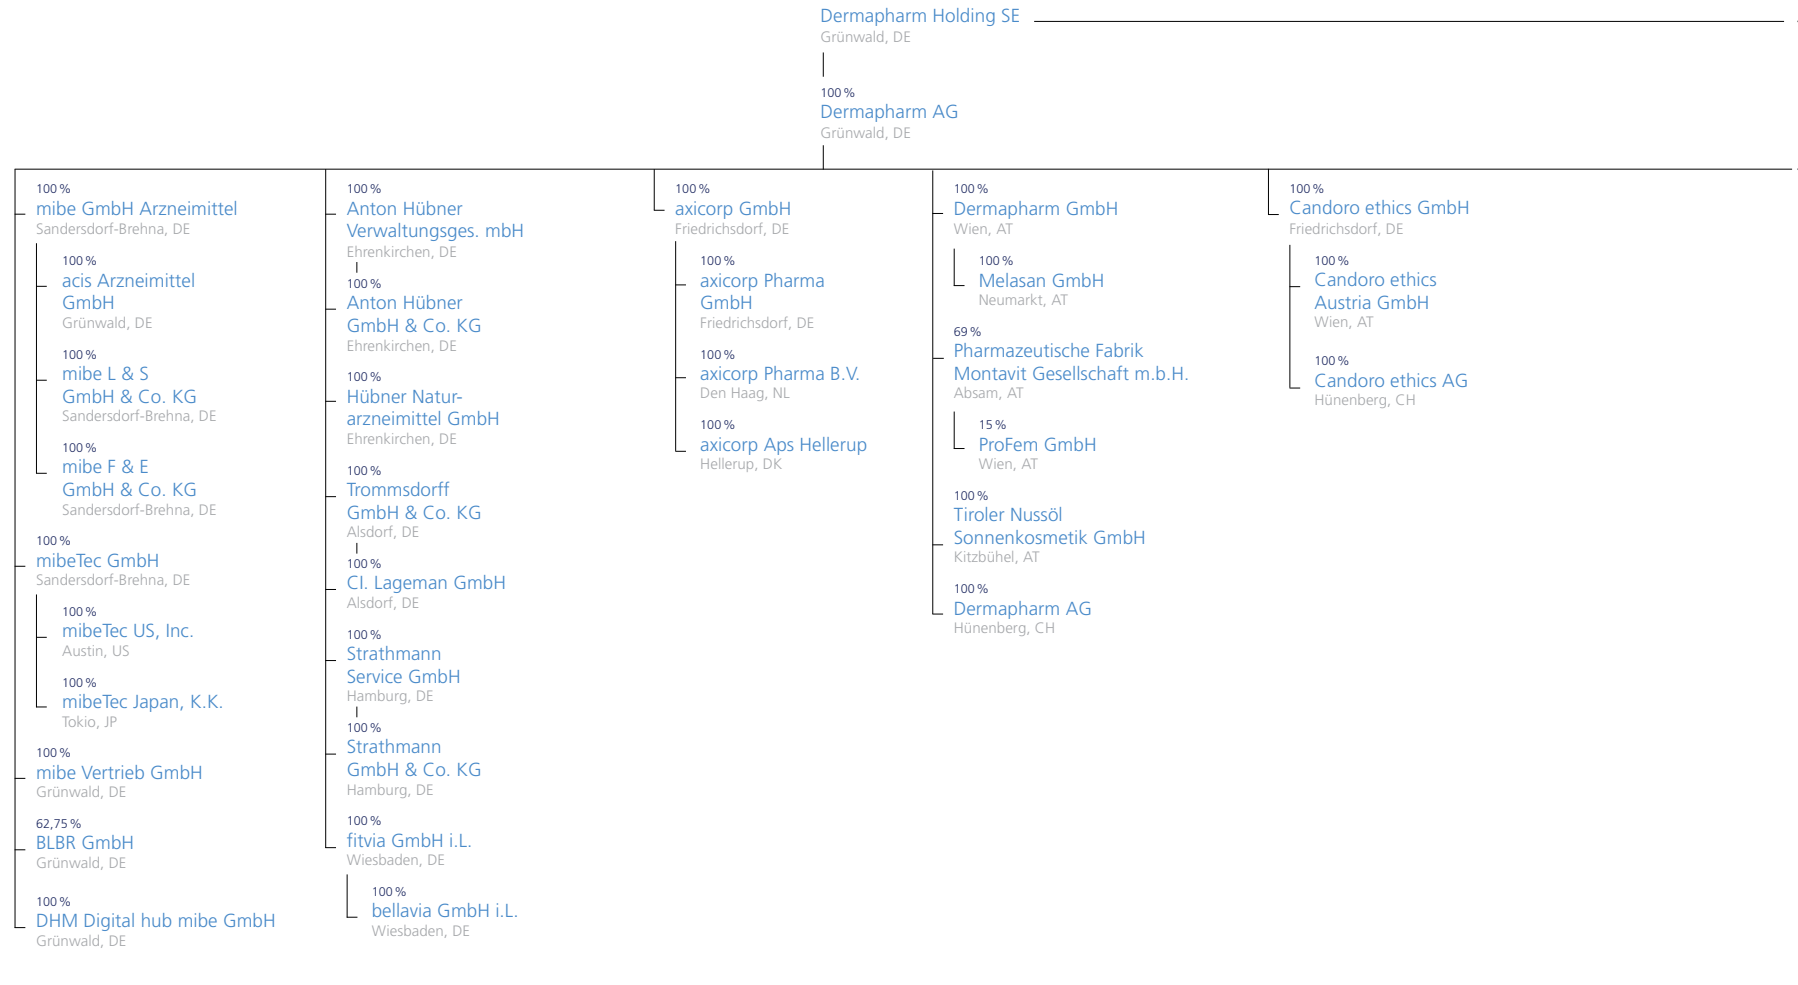 Dermapharm Holding SE
Grünwald, DE
100 %
Dermapharm AG
Grünwald, DE
100 %
mibe GmbH Arzneimittel
Sandersdorf-Brehna, DE
100 %
acis Arzneimittel
GmbH
Grünwald, DE
100 %
mibe L & S
GmbH & Co. KG
Sandersdorf-Brehna, DE
100 %
mibe F & E
GmbH & Co. KG
Sandersdorf-Brehna, DE
100 %
mibeTec GmbH
Sandersdorf-Brehna, DE
100 %
mibeTec US, Inc.
Austin, US
100 %
mibeTec Japan, K.K.
Tokio, JP
100 %
mibe Vertrieb GmbH
Grünwald, DE
62,75 %
BLBR GmbH
Grünwald, DE
100 %
DHM Digital hub mibe GmbH
Grünwald, DE
100 %
Anton Hübner
Verwaltungsges. mbH
Ehrenkirchen, DE
100 %
Anton Hübner
GmbH & Co. KG
Ehrenkirchen, DE
100 %
Hübner Natur-
arzneimittel GmbH
Ehrenkirchen, DE
100 %
Trommsdorff
GmbH & Co. KG
Alsdorf, DE
100 %
CI. Lageman GmbH
Alsdorf, DE
100 %
Strathmann
Service GmbH
Hamburg, DE
100 %
Strathmann
GmbH & Co. KG
Hamburg, DE
100 %
fitvia GmbH i.L.
Wiesbaden, DE
100 %
bellavia GmbH i.L.
Wiesbaden, DE
100 %
axicorp GmbH
Friedrichsdorf, DE
100 %
axicorp Pharma
GmbH
Friedrichsdorf, DE
100 %
axicorp Pharma B.V.
Den Haag, NL
100 %
axicorp Aps Hellerup
Hellerup, DK
100 %
Dermapharm GmbH
Wien, AT
100 %
Melasan GmbH
Neumarkt, AT
69 %
Pharmazeutische Fabrik
Montavit Gesellschaft m.b.H.
Absam, AT
15 %
ProFem GmbH
Wien, AT
100 %
Tiroler Nussöl
Sonnenkosmetik GmbH
Kitzbühel, AT
100 %
Dermapharm AG
Hünenberg, CH
100 %
Candoro ethics GmbH
Friedrichsdorf, DE
100 %
Candoro ethics
Austria GmbH
Wien, AT
100 %
Candoro ethics AG
Hünenberg, CH